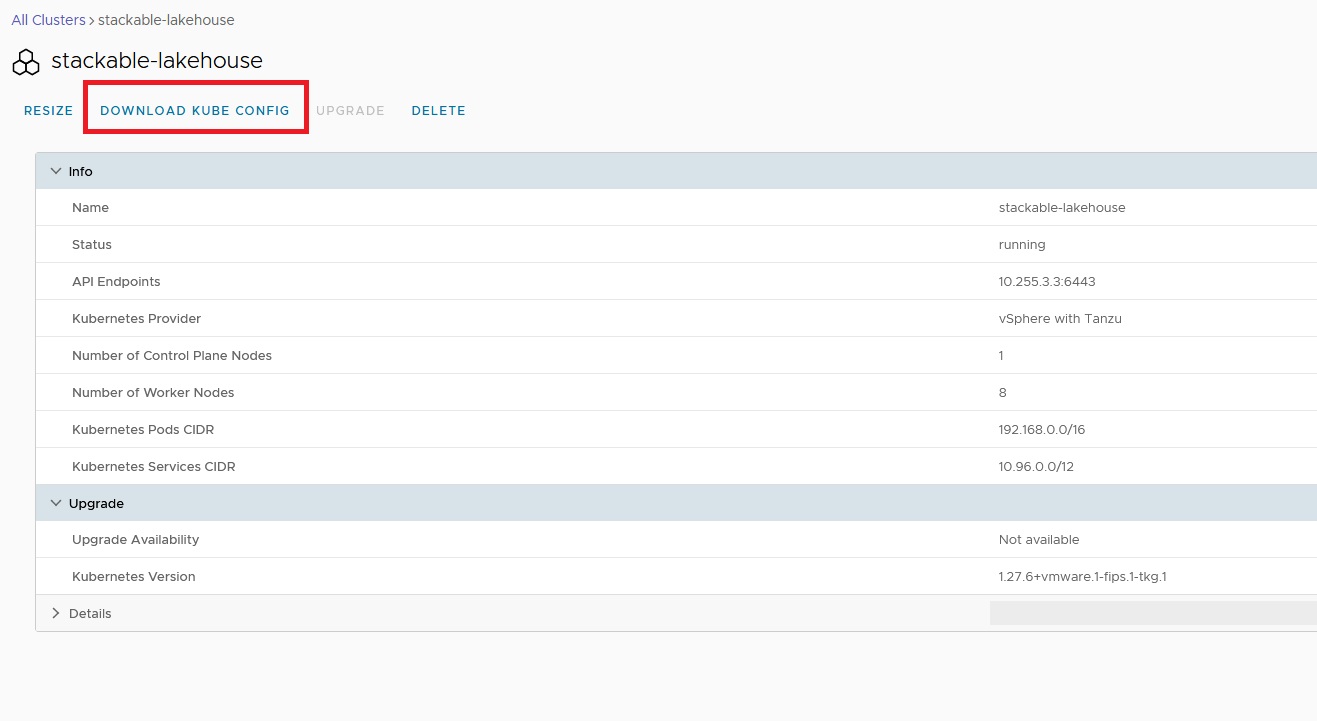 All Clusters > stackable-lakehouse
stackable-lakehouse
RESIZE DOWNLOAD KUBE CONFIG UPGRADE DELETE
Info
Name stackable-lakehouse
Status running
API Endpoints 10.255.3.3:6443
Kubernetes Provider vSphere with Tanzu
Number of Control Plane Nodes 1
Number of Worker Nodes 8
Kubernetes Pods CIDR 192.168.0.0/16
Kubernetes Services CIDR 10.96.0.0/12
Upgrade
Upgrade Availability Not available
Kubernetes Version 1.27.6+vmware.1-fips.1-tkg.1
Details